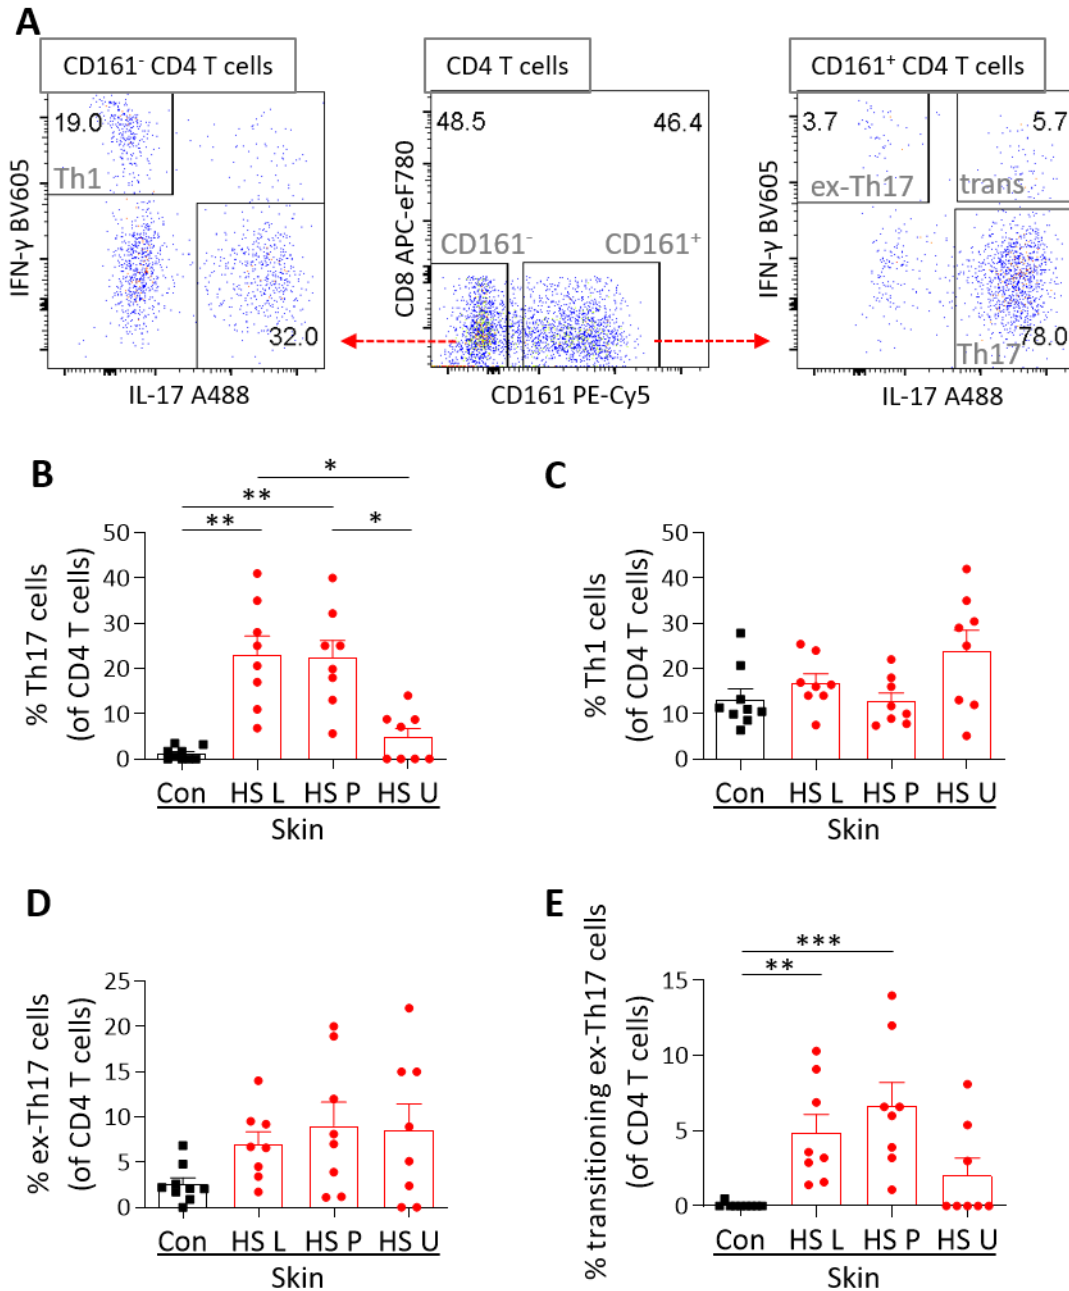 A
CD161⁻ CD4 T cells
CD4 T cells
CD161⁺ CD4 T cells
19.0
Th1
32.0
IFN-γ BV605
IL-17 A488
48.5
46.4
CD161⁻
CD161⁺
CD8 APC-eF780
CD161 PE-Cy5
3.7
5.7
ex-Th17
trans
78.0
Th17
IFN-γ BV605
IL-17 A488
B
*
**
**
*
% Th17 cells
(of CD4 T cells)
50
40
30
20
10
0
Con HS L HS P HS U
Skin
C
% Th1 cells
(of CD4 T cells)
50
40
30
20
10
0
Con HS L HS P HS U
Skin
D
% ex-Th17 cells
(of CD4 T cells)
25
20
15
10
5
0
Con HS L HS P HS U
Skin
E
***
**
% transitioning ex-Th17 cells
(of CD4 T cells)
15
10
5
0
Con HS L HS P HS U
Skin